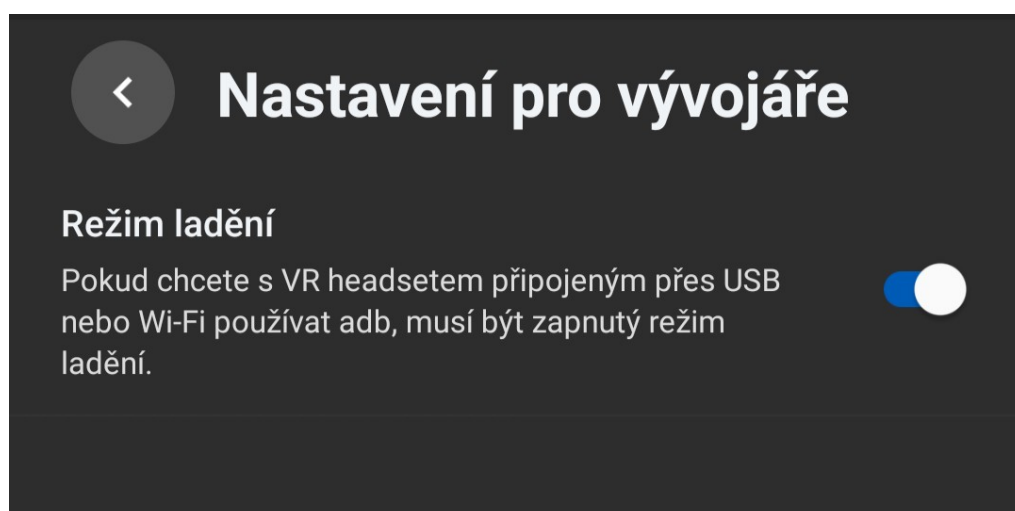 Nastavení pro vývojáře
Režim ladění
Pokud chcete s VR headsetem připojeným přes USB
nebo Wi-Fi používat adb, musí být zapnutý režim
ladění.